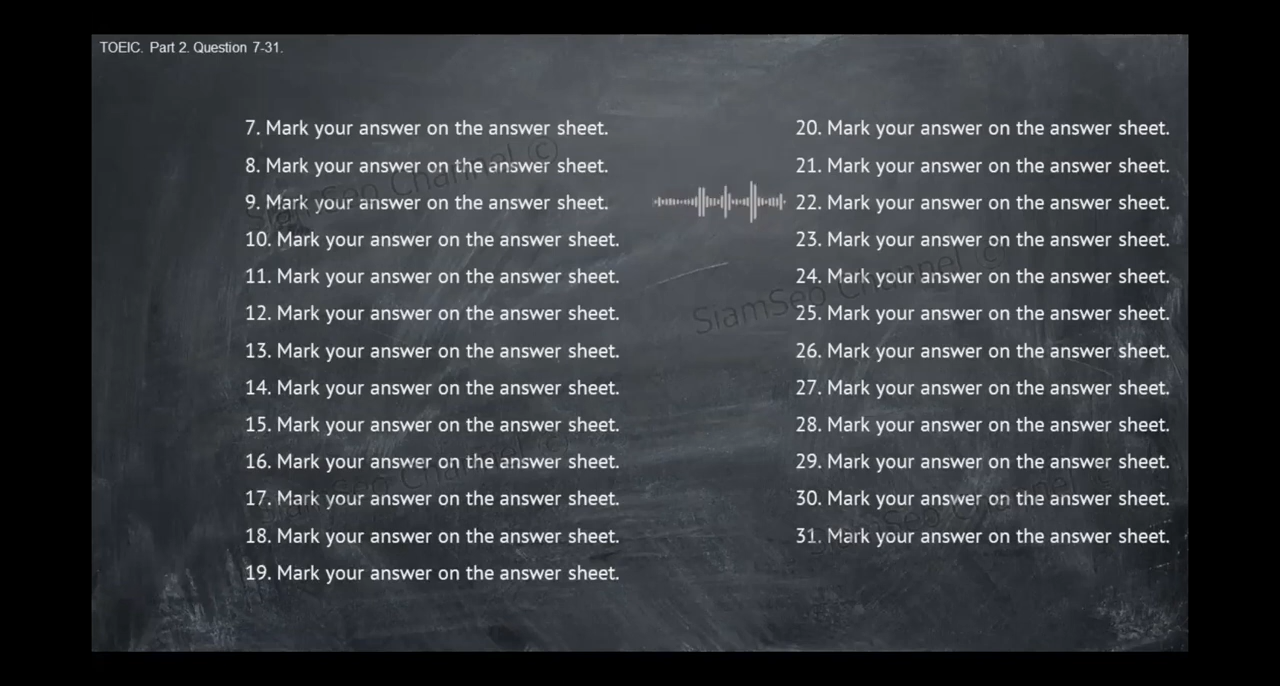 TOEIC. Part 2. Question 7-31.
7. Mark your answer on the answer sheet.
8. Mark your answer on the answer sheet.
9. Mark your answer on the answer sheet.
10. Mark your answer on the answer sheet.
11. Mark your answer on the answer sheet.
12. Mark your answer on the answer sheet.
13. Mark your answer on the answer sheet.
14. Mark your answer on the answer sheet.
15. Mark your answer on the answer sheet.
16. Mark your answer on the answer sheet.
17. Mark your answer on the answer sheet.
18. Mark your answer on the answer sheet.
19. Mark your answer on the answer sheet.
20. Mark your answer on the answer sheet.
21. Mark your answer on the answer sheet.
22. Mark your answer on the answer sheet.
23. Mark your answer on the answer sheet.
24. Mark your answer on the answer sheet.
25. Mark your answer on the answer sheet.
26. Mark your answer on the answer sheet.
27. Mark your answer on the answer sheet.
28. Mark your answer on the answer sheet.
29. Mark your answer on the answer sheet.
30. Mark your answer on the answer sheet.
31. Mark your answer on the answer sheet.
SiamSep Channel ©
SiamSep Channel ©
SiamSep Channel ©
SiamSep Channel ©